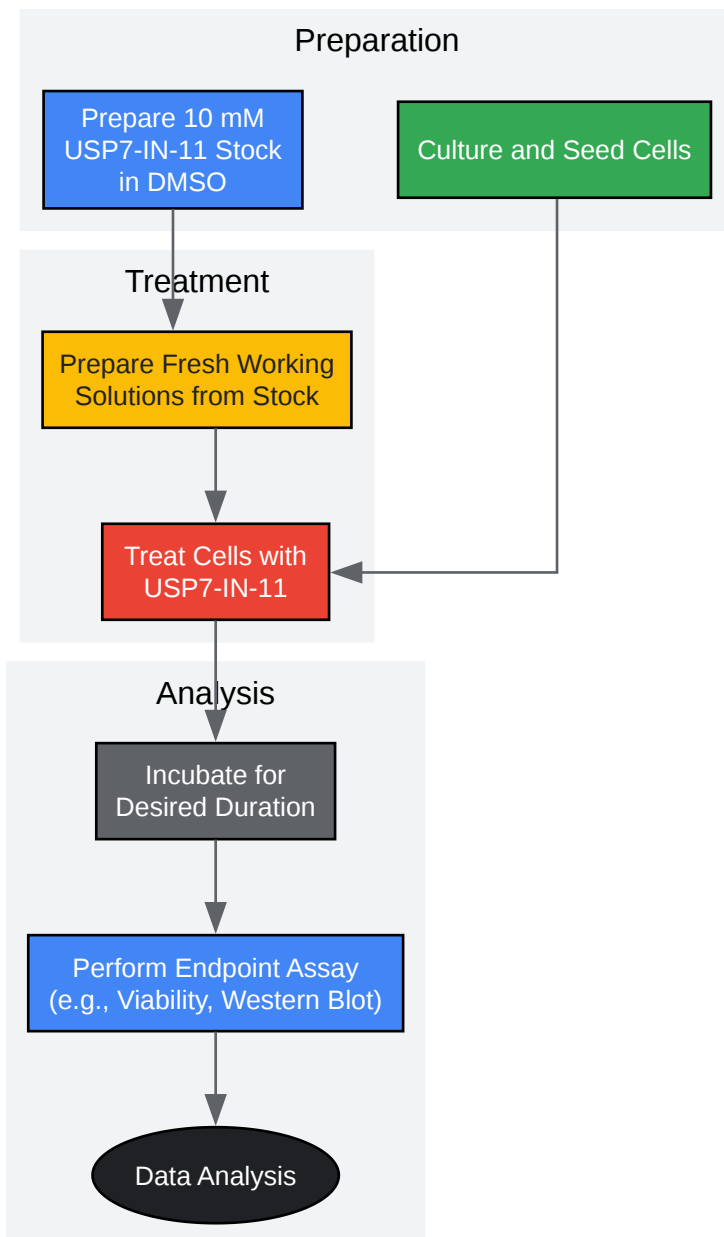 Preparation
Prepare 10 mM
USP7-IN-11 Stock
in DMSO
Culture and Seed Cells
Treatment
Prepare Fresh Working
Solutions from Stock
Treat Cells with
USP7-IN-11
Analysis
Incubate for
Desired Duration
Perform Endpoint Assay
(e.g., Viability, Western Blot)
Data Analysis